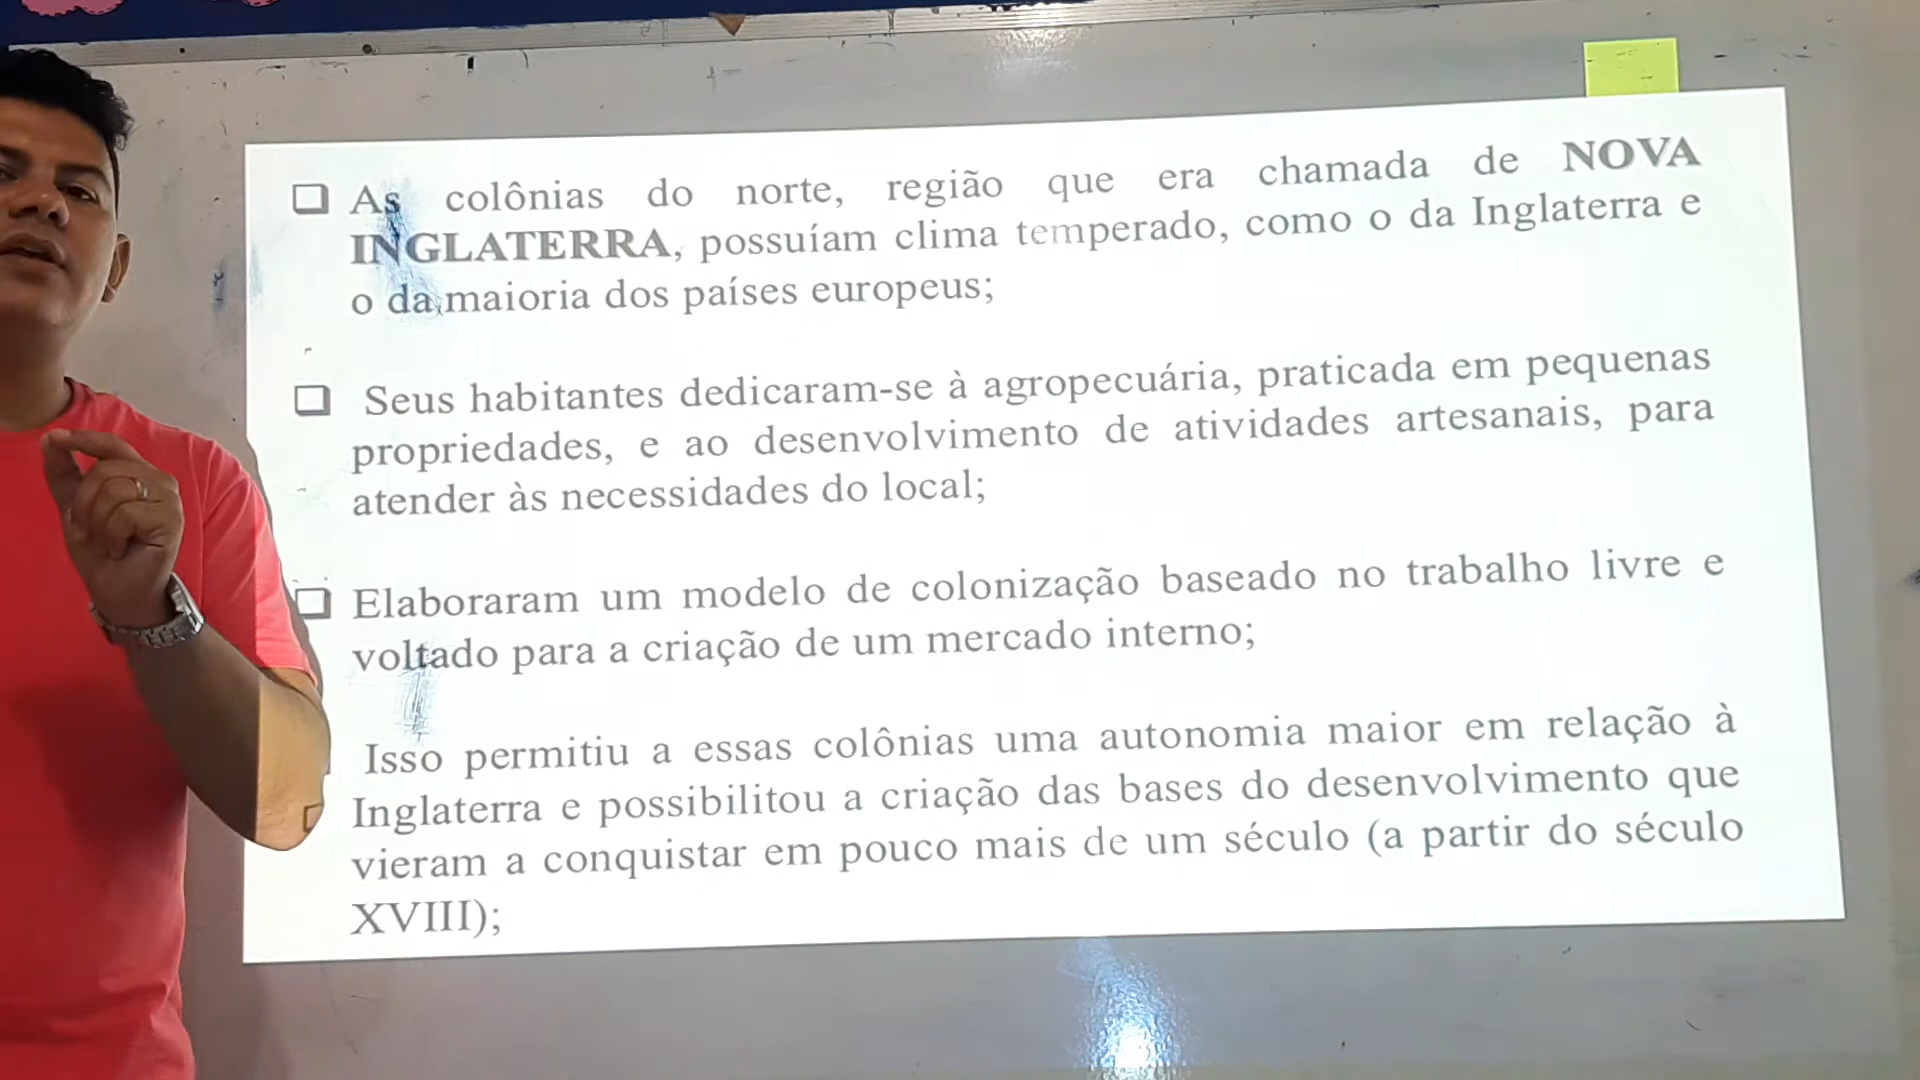 As colônias do norte, região que era chamada de NOVA
INGLATERRA, possuíam clima temperado, como o da Inglaterra e
o da maioria dos países europeus;
Seus habitantes dedicaram-se à agropecuária, praticada em pequenas
propriedades, e ao desenvolvimento de atividades artesanais, para
atender às necessidades do local;
Elaboraram um modelo de colonização baseado no trabalho livre e
voltado para a criação de um mercado interno;
Isso permitiu a essas colônias uma autonomia maior em relação à
Inglaterra e possibilitou a criação das bases do desenvolvimento que
vieram a conquistar em pouco mais de um século (a partir do século
XVIII);